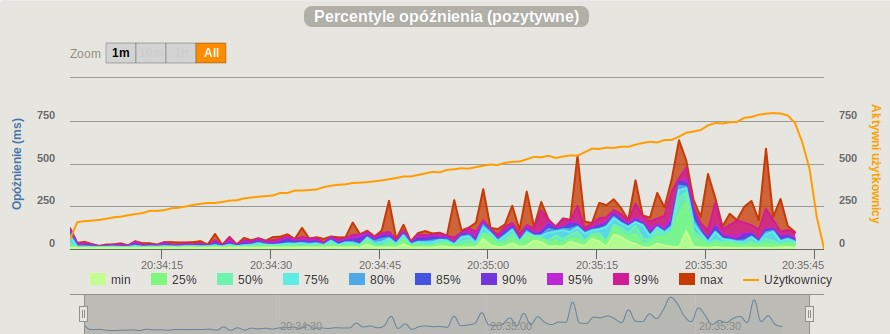 Percentyle opóźnienia (pozytywne)
Zoom 1m 10m 1h All
Opóźnienie (ms)
750 500 250 0
750 500 250 0
Aktywni użytkownicy
20:34:15 20:34:30 20:34:45 20:35:00 20:35:15 20:35:30 20:35:45
min 25% 50% 75% 80% 85% 90% 95% 99% max Użytkownicy
20:34:30 20:35:00 20:35:30